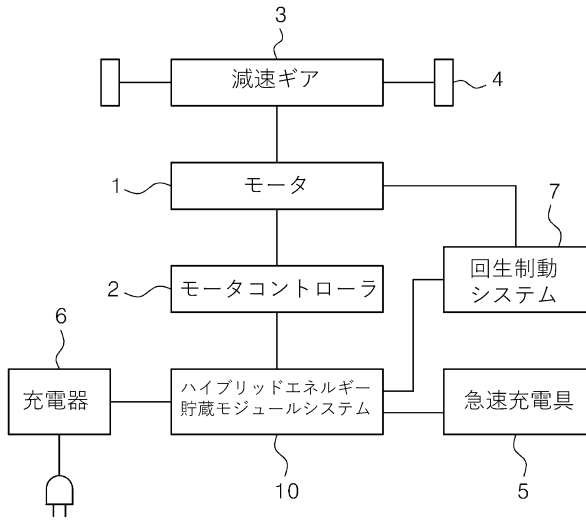 3
減速ギア
4
1
モータ
7
2
モータコントローラ
回生制動
システム
6
充電器
ハイブリッドエネルギー
貯蔵モジュールシステム
急速充電具
10
5